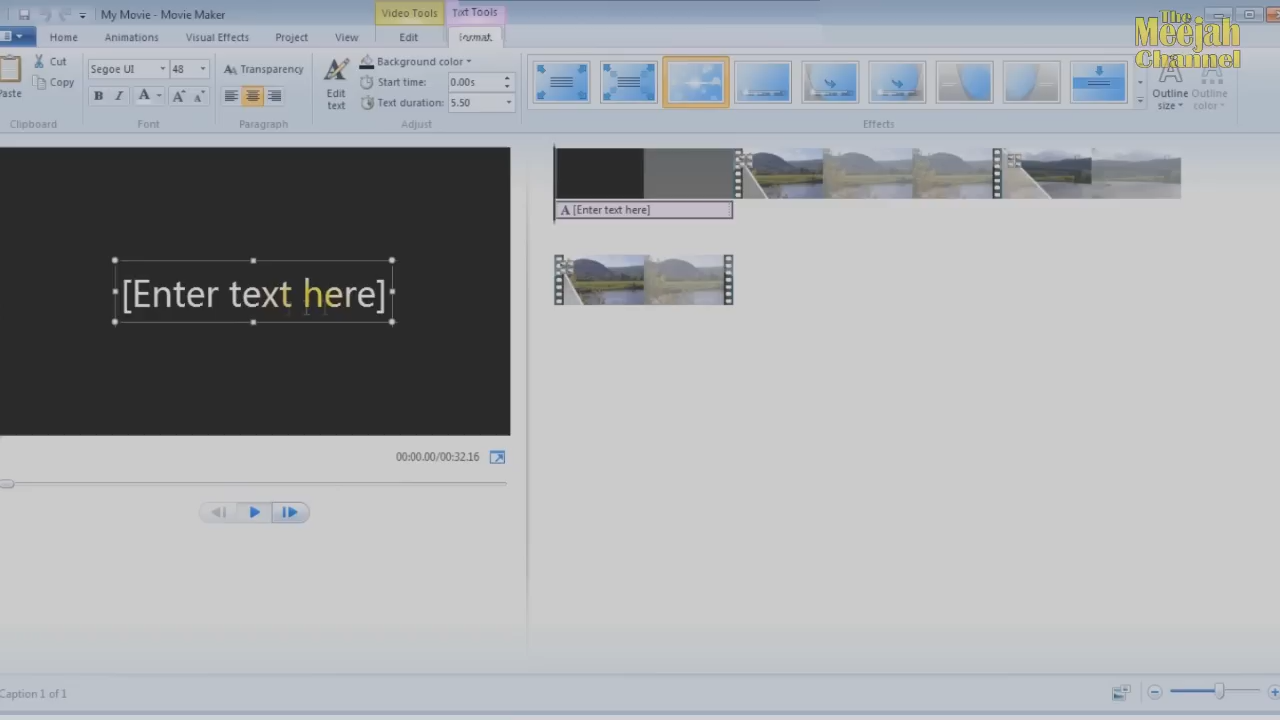 My Movie - Movie Maker
Video Tools
Text Tools
Home
Animations
Visual Effects
Project
View
Edit
Format
The
Meejah
Channel
Cut
Copy
Paste
Clipboard
Segoe UI
48
Font
Transparency
Paragraph
Edit
text
Background color
Start time: 0.00s
Text duration: 5.50
Adjust
Effects
Outline
size
Outline
color
[Enter text here]
A [Enter text here]
00:00.00/00:32.16
Caption 1 of 1